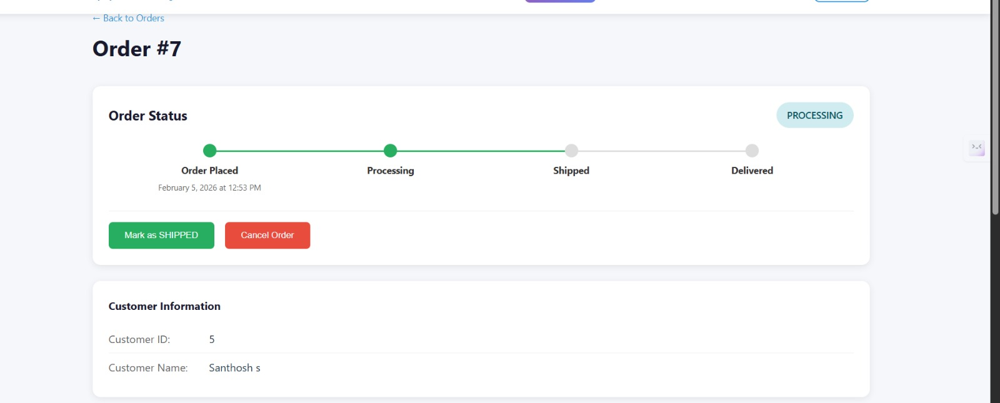 ← Back to Orders
Order #7
Order Status
PROCESSING
Order Placed
Processing
Shipped
Delivered
February 5, 2026 at 12:53 PM
Mark as SHIPPED
Cancel Order
Customer Information
Customer ID: 5
Customer Name: Santhosh s